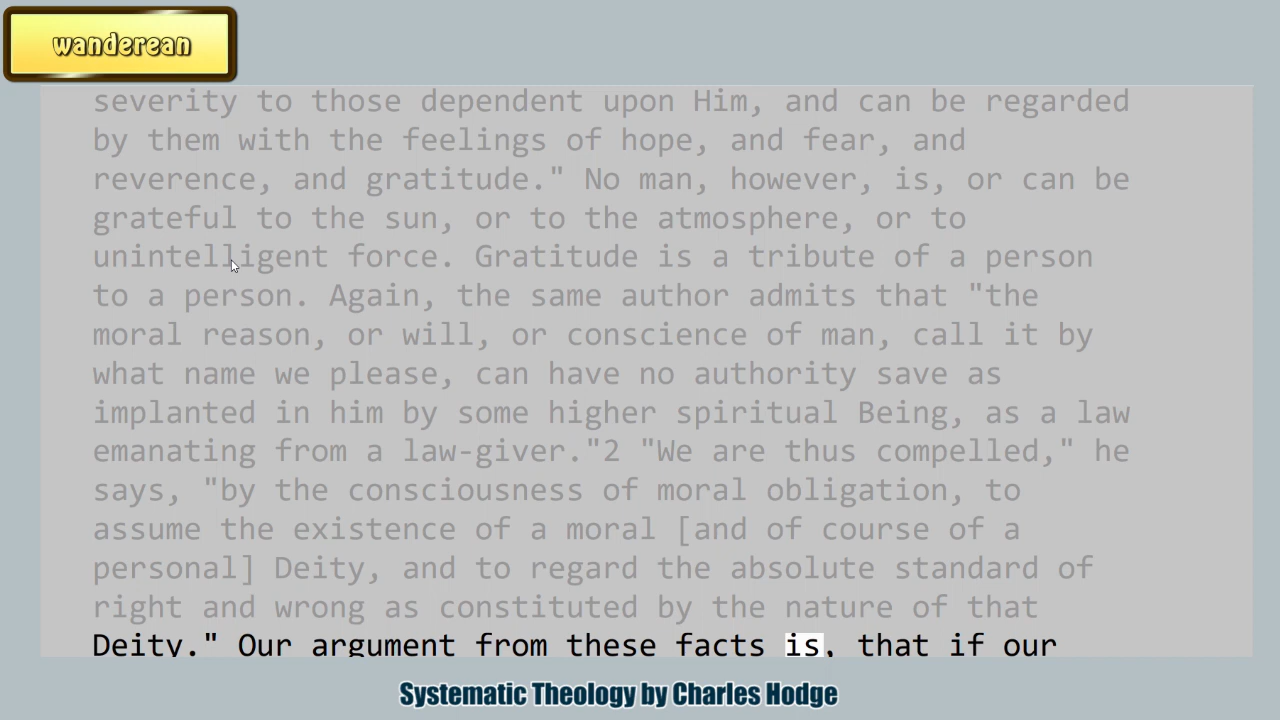 wanderean
severity to those dependent upon Him, and can be regarded
by them with the feelings of hope, and fear, and
reverence, and gratitude." No man, however, is, or can be
grateful to the sun, or to the atmosphere, or to
unintelligent force. Gratitude is a tribute of a person
to a person. Again, the same author admits that "the
moral reason, or will, or conscience of man, call it by
what name we please, can have no authority save as
implanted in him by some higher spiritual Being, as a law
emanating from a law-giver."2 "We are thus compelled," he
says, "by the consciousness of moral obligation, to
assume the existence of a moral [and of course of a
personal] Deity, and to regard the absolute standard of
right and wrong as constituted by the nature of that
Deity." Our argument from these facts is, that if our
Systematic Theology by Charles Hodge